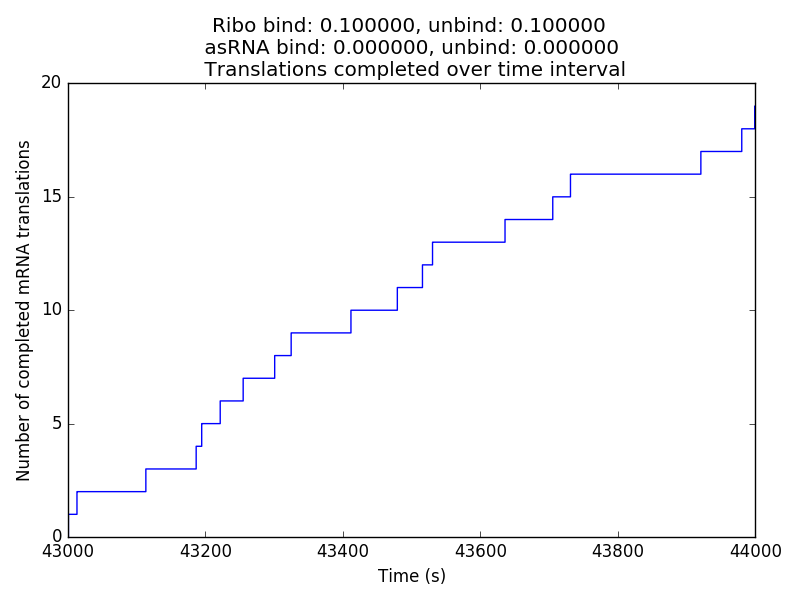 Ribo bind: 0.100000, unbind: 0.100000
asRNA bind: 0.000000, unbind: 0.000000
Translations completed over time interval
20
15
10
5
0
Number of completed mRNA translations
43000 43200 43400 43600 43800 44000
Time (s)